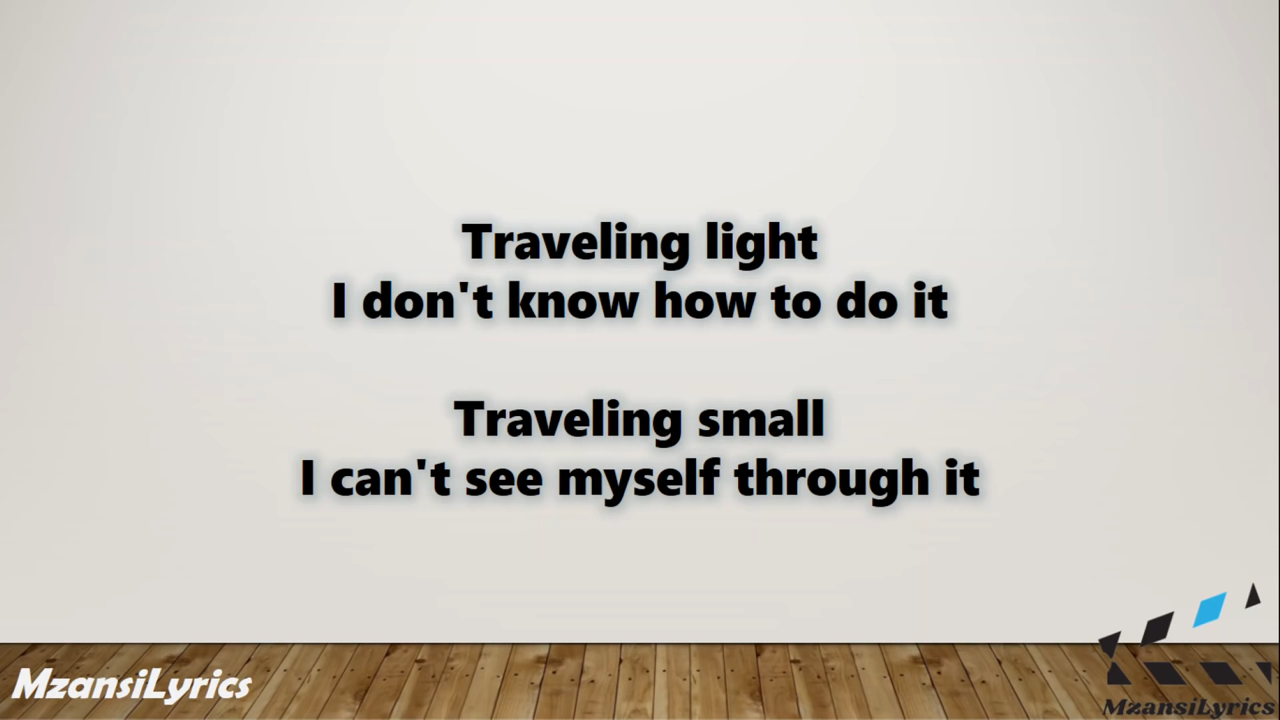 Traveling light
I don't know how to do it
Traveling small
I can't see myself through it
MzansiLyrics
MzansiLyrics